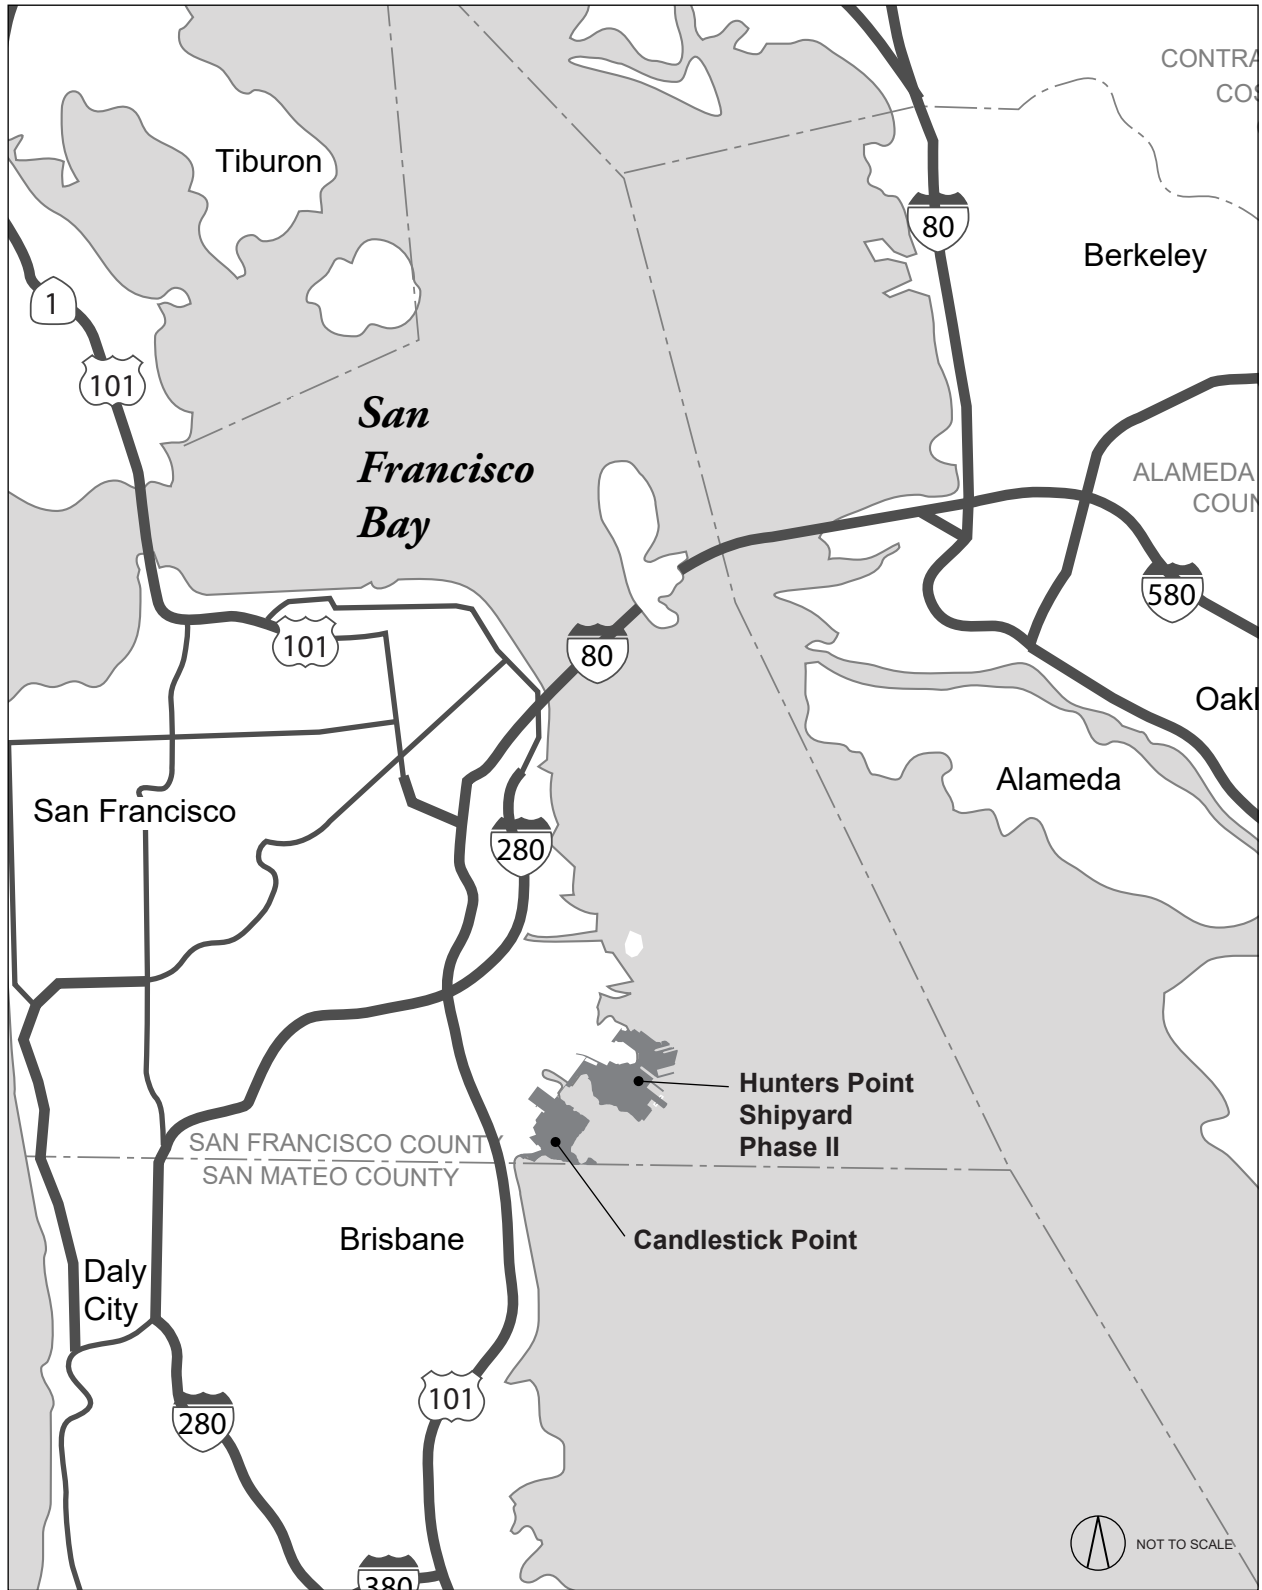 CONTRA
COS
Tiburon
80
Berkeley
1
101
San
Francisco
Bay
ALAMEDA
COUN
580
101
80
Oakl
Alameda
San Francisco
280
Hunters Point
Shipyard
Phase II
SAN FRANCISCO COUNTY
SAN MATEO COUNTY
Brisbane
Candlestick Point
Daly
City
101
280
NOT TO SCALE
380